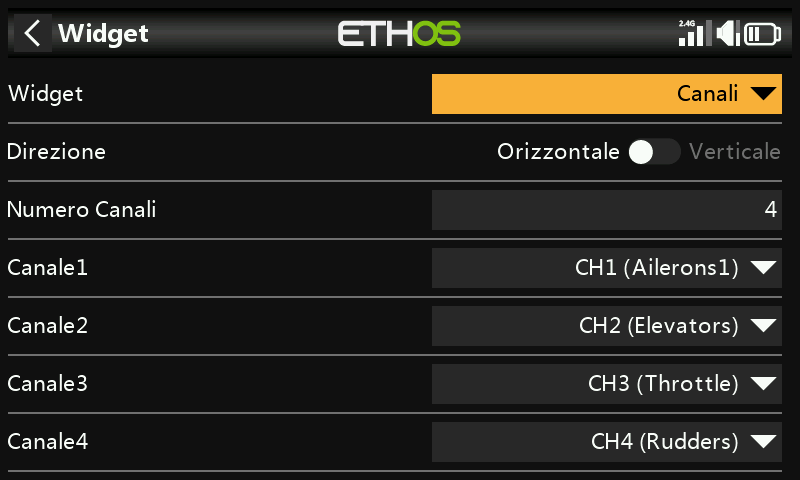 Widget ETHOS 2.4G
Widget Canali
Direzione Orizzontale Verticale
Numero Canali 4
Canale1 CH1 (Ailerons1)
Canale2 CH2 (Elevators)
Canale3 CH3 (Throttle)
Canale4 CH4 (Rudders)